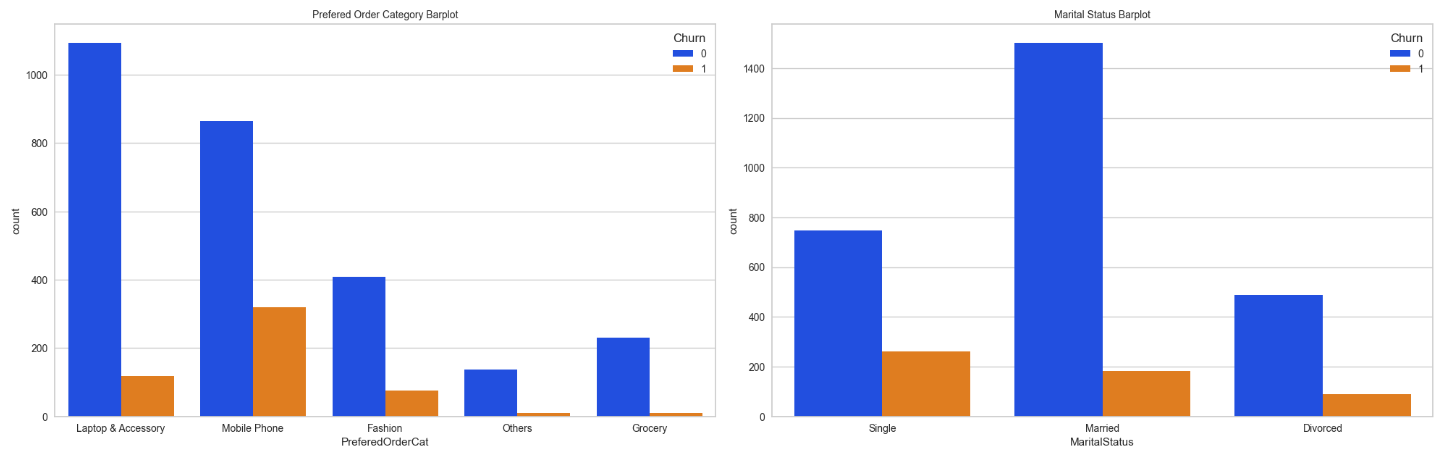 Prefered Order Category Barplot
Churn
0
1
1000
800
600
400
200
0
count
Laptop & Accessory
Mobile Phone
Fashion
Others
Grocery
PreferedOrderCat
Marital Status Barplot
Churn
0
1
1400
1200
1000
800
600
400
200
0
count
Single
Married
Divorced
MaritalStatus